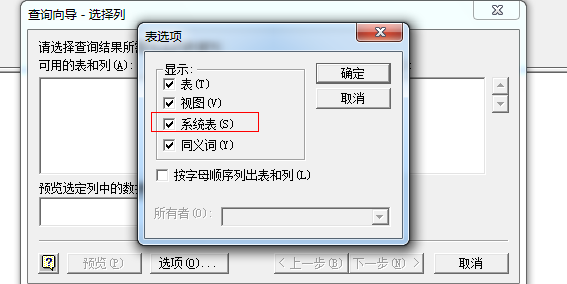 查询向导 - 选择列
请选择查询结果所需
可用的表和列(A):
表选项
显示:
表(T)
视图(V)
系统表(S)
同义词(Y)
按字母顺序列出表和列(L)
所有者(O):
确定
取消
预览选定列中的数据
预览(P)
选项(O)...
< 上一步(B)
下一步(N) >
取消